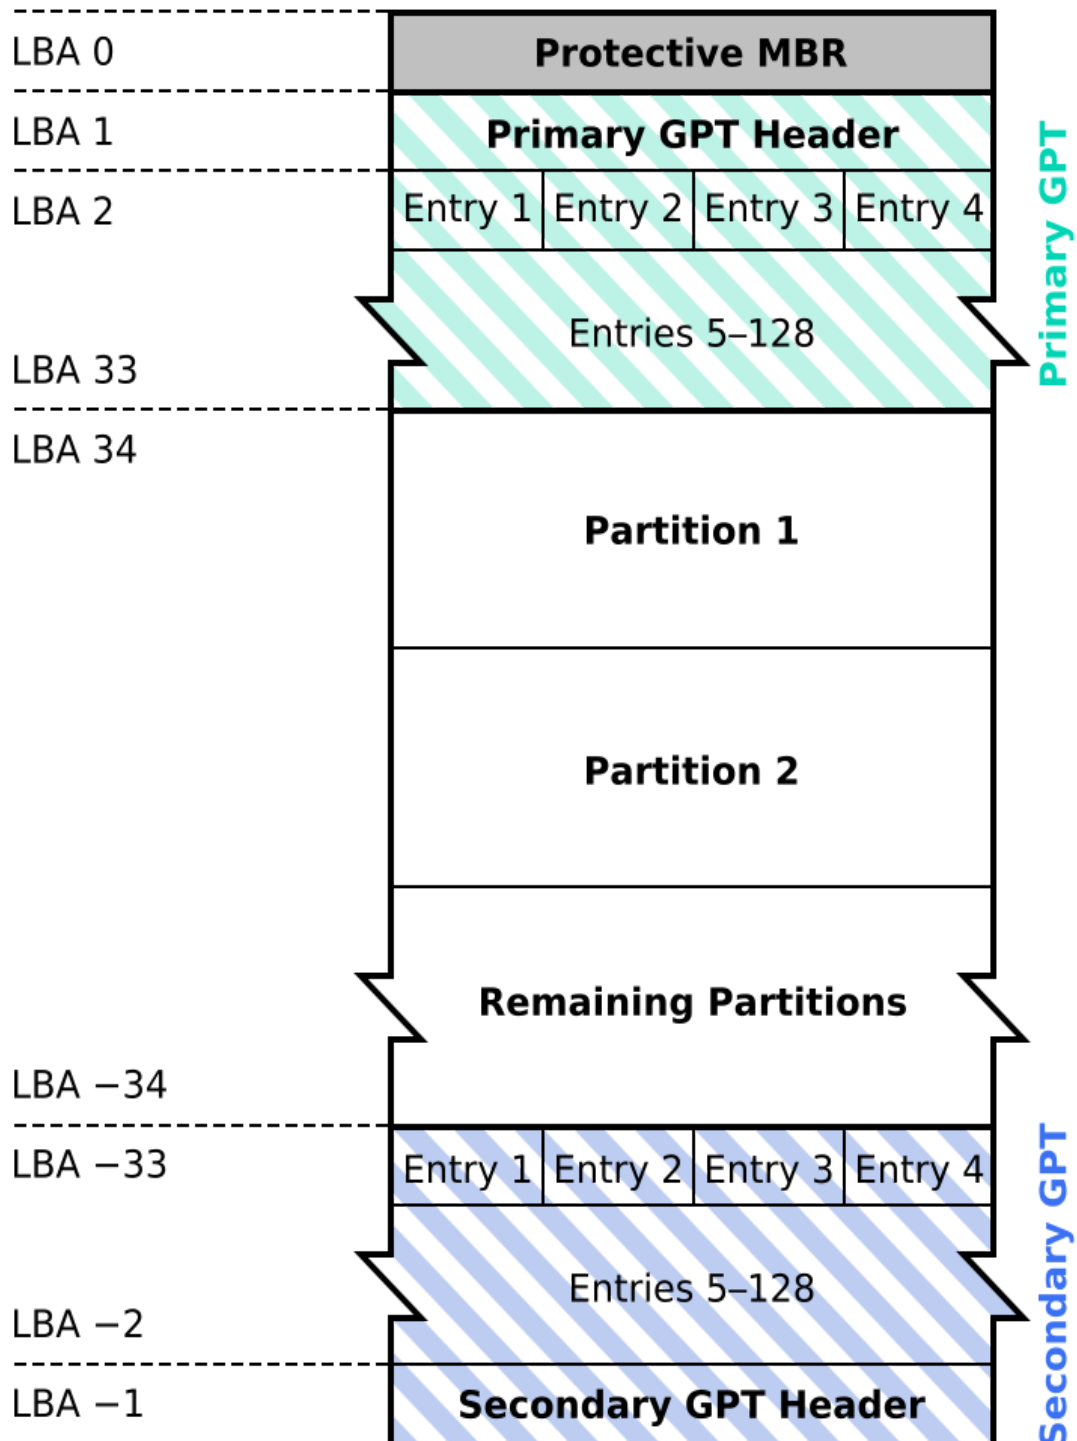 LBA 0
Protective MBR
LBA 1
Primary GPT Header
LBA 2
Entry 1
Entry 2
Entry 3
Entry 4
Entries 5–128
LBA 33
Primary GPT
LBA 34
Partition 1
Partition 2
Remaining Partitions
LBA −34
LBA −33
Entry 1
Entry 2
Entry 3
Entry 4
Entries 5–128
LBA −2
LBA −1
Secondary GPT Header
Secondary GPT